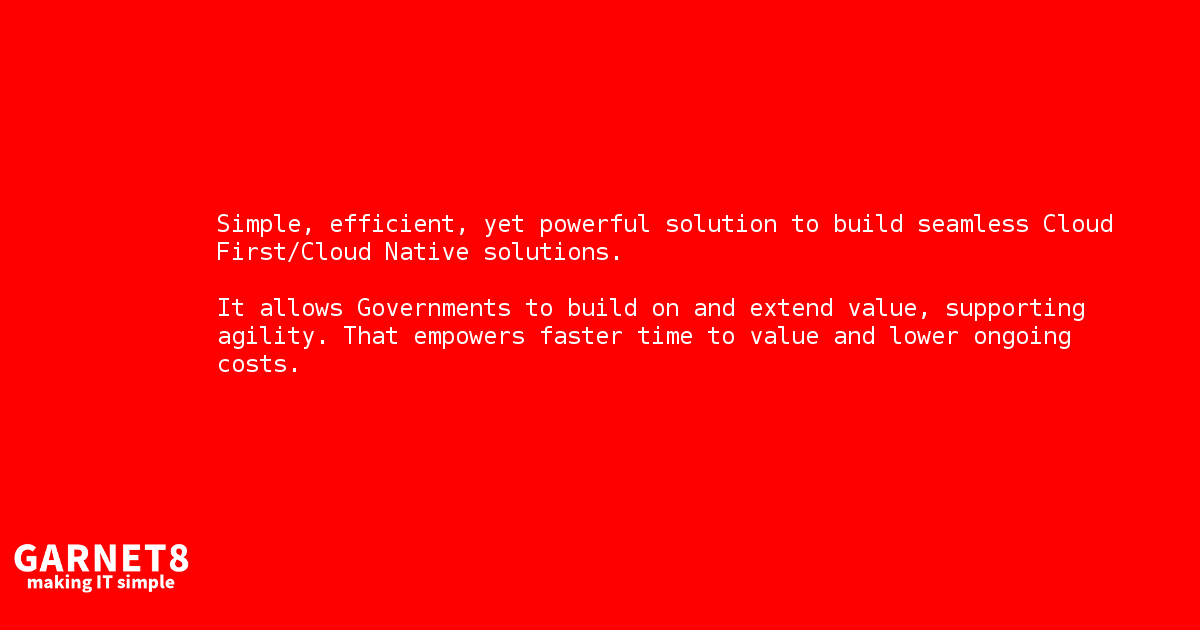 Simple, efficient, yet powerful solution to build seamless Cloud
First/Cloud Native solutions.
It allows Governments to build on and extend value, supporting
agility. That empowers faster time to value and lower ongoing
costs.
GARNET8
making IT simple